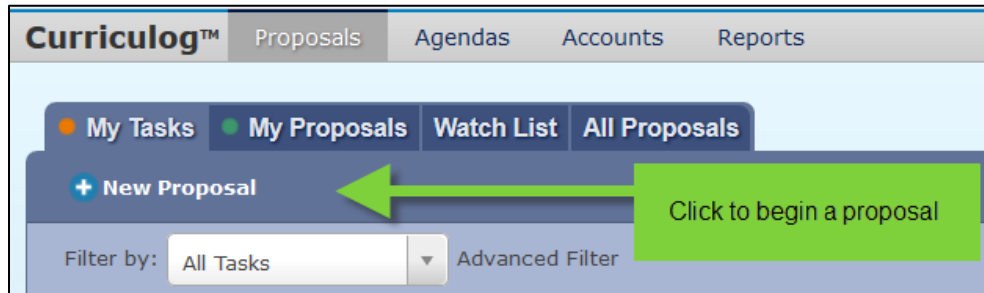 Curriculog™ Proposals Agendas Accounts Reports
My Tasks My Proposals Watch List All Proposals
+ New Proposal
Click to begin a proposal
Filter by: All Tasks Advanced Filter